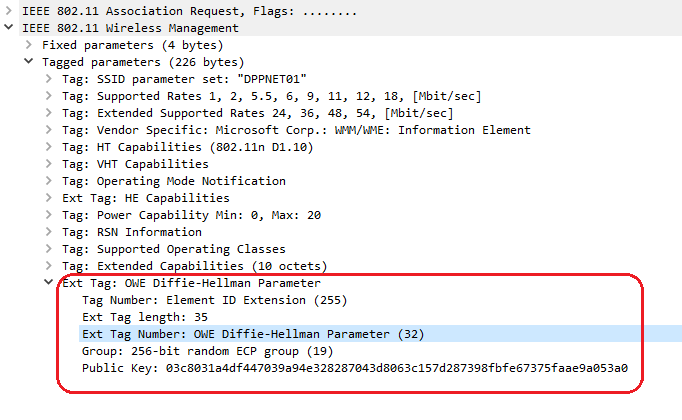 IEEE 802.11 Association Request, Flags: ........
IEEE 802.11 Wireless Management
Fixed parameters (4 bytes)
Tagged parameters (226 bytes)
Tag: SSID parameter set: "DPPNET01"
Tag: Supported Rates 1, 2, 5.5, 6, 9, 11, 12, 18, [Mbit/sec]
Tag: Extended Supported Rates 24, 36, 48, 54, [Mbit/sec]
Tag: Vendor Specific: Microsoft Corp.: WMM/WME: Information Element
Tag: HT Capabilities (802.11n D1.10)
Tag: VHT Capabilities
Tag: Operating Mode Notification
Ext Tag: HE Capabilities
Tag: Power Capability Min: 0, Max: 20
Tag: RSN Information
Tag: Supported Operating Classes
Tag: Extended Capabilities (10 octets)
Ext Tag: OWE Diffie-Hellman Parameter
Tag Number: Element ID Extension (255)
Ext Tag length: 35
Ext Tag Number: OWE Diffie-Hellman Parameter (32)
Group: 256-bit random ECP group (19)
Public Key: 03c8031a4df447039a94e328287043d8063c157d287398fbfe67375faae9a053a0